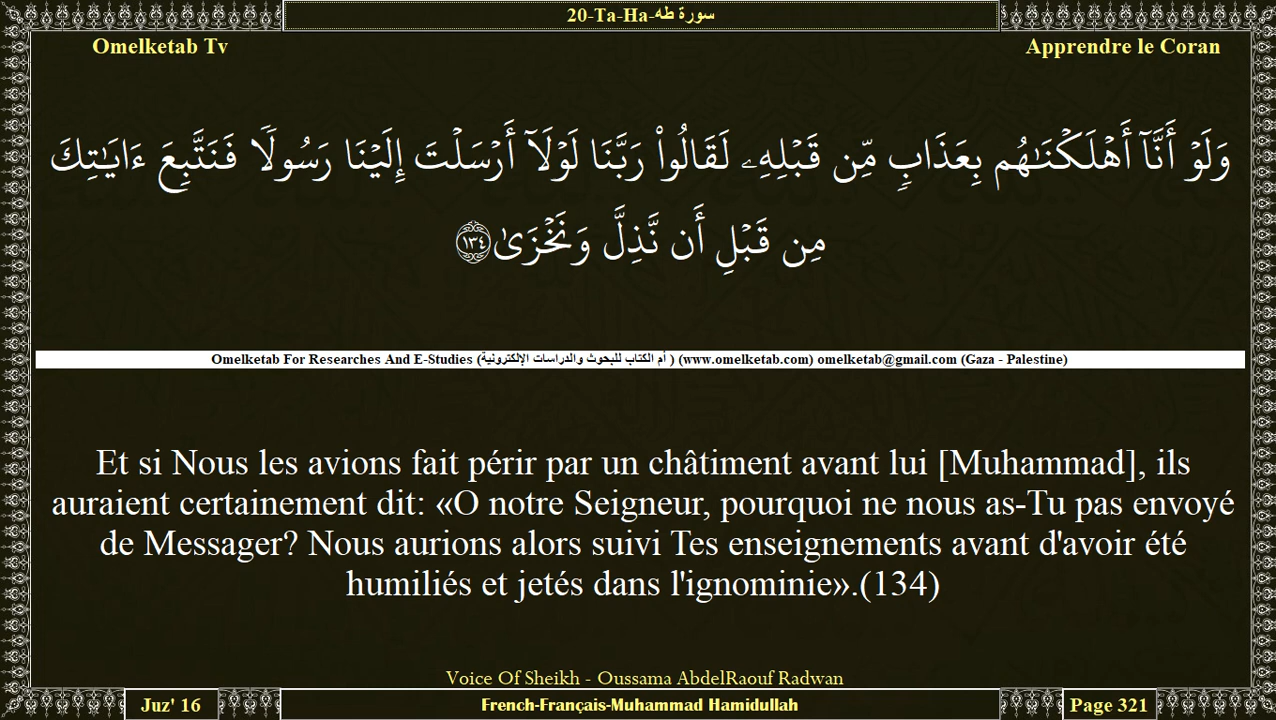 20-Ta-Ha-سورة طه
Omelketab Tv
Apprendre le Coran
وَلَوۡ أَنَّآ أَهۡلَكۡنَٰهُم بِعَذَابٖ مِّن قَبۡلِهِۦ لَقَالُواْ رَبَّنَا لَوۡلَآ أَرۡسَلۡتَ إِلَيۡنَا رَسُولٗا فَنَتَّبِعَ ءَايَٰتِكَ
مِن قَبۡلِ أَن نَّذِلَّ وَنَخۡزَىٰ ١٣٤
Omelketab For Researches And E-Studies (أم الكتاب للبحوث والدراسات الإلكترونية ) (www.omelketab.com) omelketab@gmail.com (Gaza - Palestine)
Et si Nous les avions fait périr par un châtiment avant lui [Muhammad], ils
auraient certainement dit: «O notre Seigneur, pourquoi ne nous as-Tu pas envoyé
de Messager? Nous aurions alors suivi Tes enseignements avant d'avoir été
humiliés et jetés dans l'ignominie».(134)
Voice Of Sheikh - Oussama AbdelRaouf Radwan
Juz' 16
French-Français-Muhammad Hamidullah
Page 321